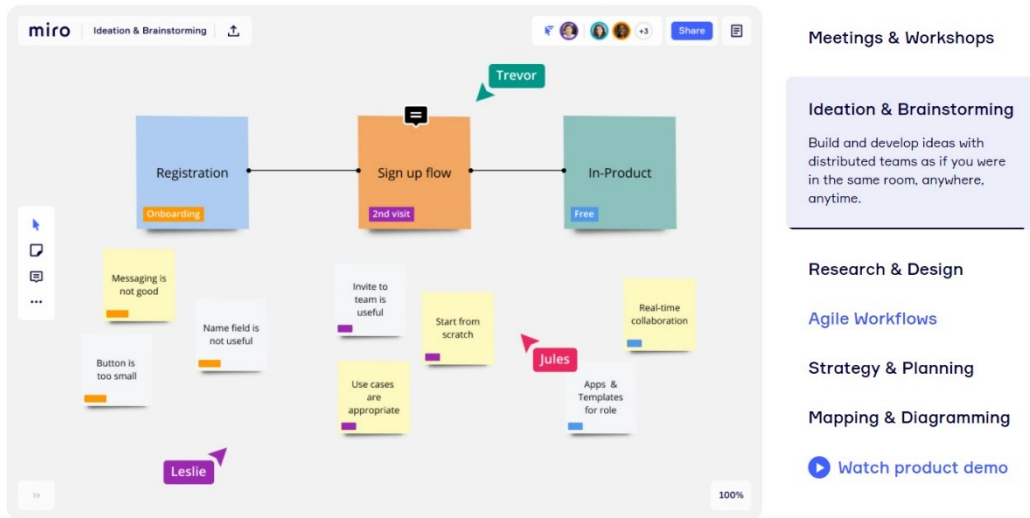 miro
Ideation & Brainstorming
+3
Share
Trevor
Registration
Onboarding
Sign up flow
2nd visit
In-Product
Free
Messaging is
not good
Name field is
not useful
Button is
too small
Invite to
team is
useful
Start from
scratch
Use cases
are
appropriate
Real-time
collaboration
Apps &
Templates
for role
Jules
Leslie
100%
Meetings & Workshops
Ideation & Brainstorming
Build and develop ideas with
distributed teams as if you were
in the same room, anywhere,
anytime.
Research & Design
Agile Workflows
Strategy & Planning
Mapping & Diagramming
Watch product demo